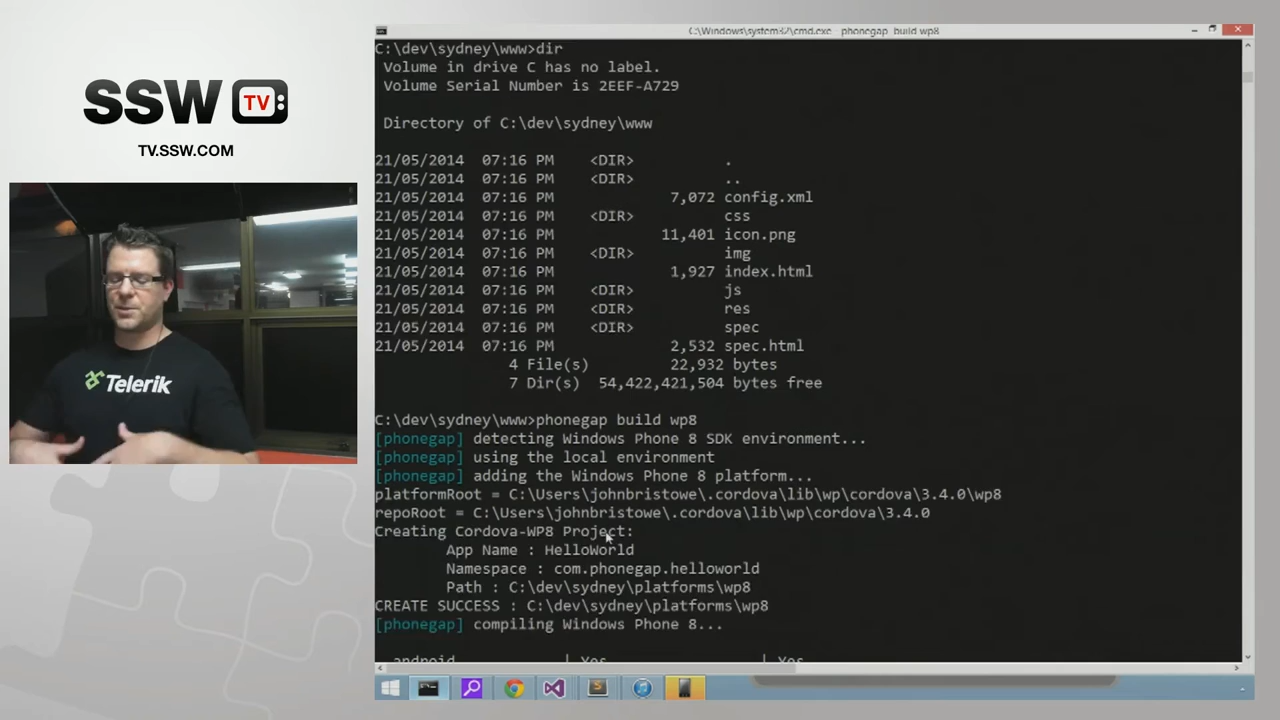 SSW TV:
TV.SSW.COM
Telerik
C:\Windows\system32\cmd.exe - phonegap build wp8
C:\dev\sydney\www>dir
Volume in drive C has no label.
Volume Serial Number is 2EEF-A729
Directory of C:\dev\sydney\www
21/05/2014 07:16 PM <DIR> .
21/05/2014 07:16 PM <DIR> ..
21/05/2014 07:16 PM 7,072 config.xml
21/05/2014 07:16 PM <DIR> css
21/05/2014 07:16 PM 11,401 icon.png
21/05/2014 07:16 PM <DIR> img
21/05/2014 07:16 PM 1,927 index.html
21/05/2014 07:16 PM <DIR> js
21/05/2014 07:16 PM <DIR> res
21/05/2014 07:16 PM <DIR> spec
21/05/2014 07:16 PM 2,532 spec.html
4 File(s) 22,932 bytes
7 Dir(s) 54,422,421,504 bytes free
C:\dev\sydney\www>phonegap build wp8
[phonegap] detecting Windows Phone 8 SDK environment...
[phonegap] using the local environment
[phonegap] adding the Windows Phone 8 platform...
platformRoot = C:\Users\johnbristowe\.cordova\lib\wp\cordova\3.4.0\wp8
repoRoot = C:\Users\johnbristowe\.cordova\lib\wp\cordova\3.4.0
Creating Cordova-WP8 Project:
App Name : HelloWorld
Namespace : com.phonegap.helloworld
Path : C:\dev\sydney\platforms\wp8
CREATE SUCCESS : C:\dev\sydney\platforms\wp8
[phonegap] compiling Windows Phone 8...
android | Yes | Yes